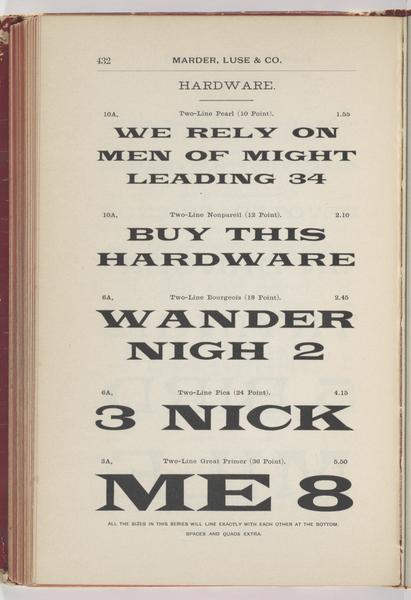 432
MARDER, LUSE & CO.
HARDWARE.
10A, Two-Line Pearl (10 Point). 1.55
WE RELY ON
MEN OF MIGHT
LEADING 34
10A, Two-Line Nonpareil (12 Point). 2.10
BUY THIS
HARDWARE
6A, Two-Line Bourgeois (18 Point). 2.45
WANDER
NIGH 2
6A, Two-Line Pica (24 Point). 4.15
3 NICK
3A, Two-Line Great Primer (36 Point). 5.50
ME 8
ALL THE SIZES IN THIS SERIES WILL LINE EXACTLY WITH EACH OTHER AT THE BOTTOM.
SPACES AND QUADS EXTRA.